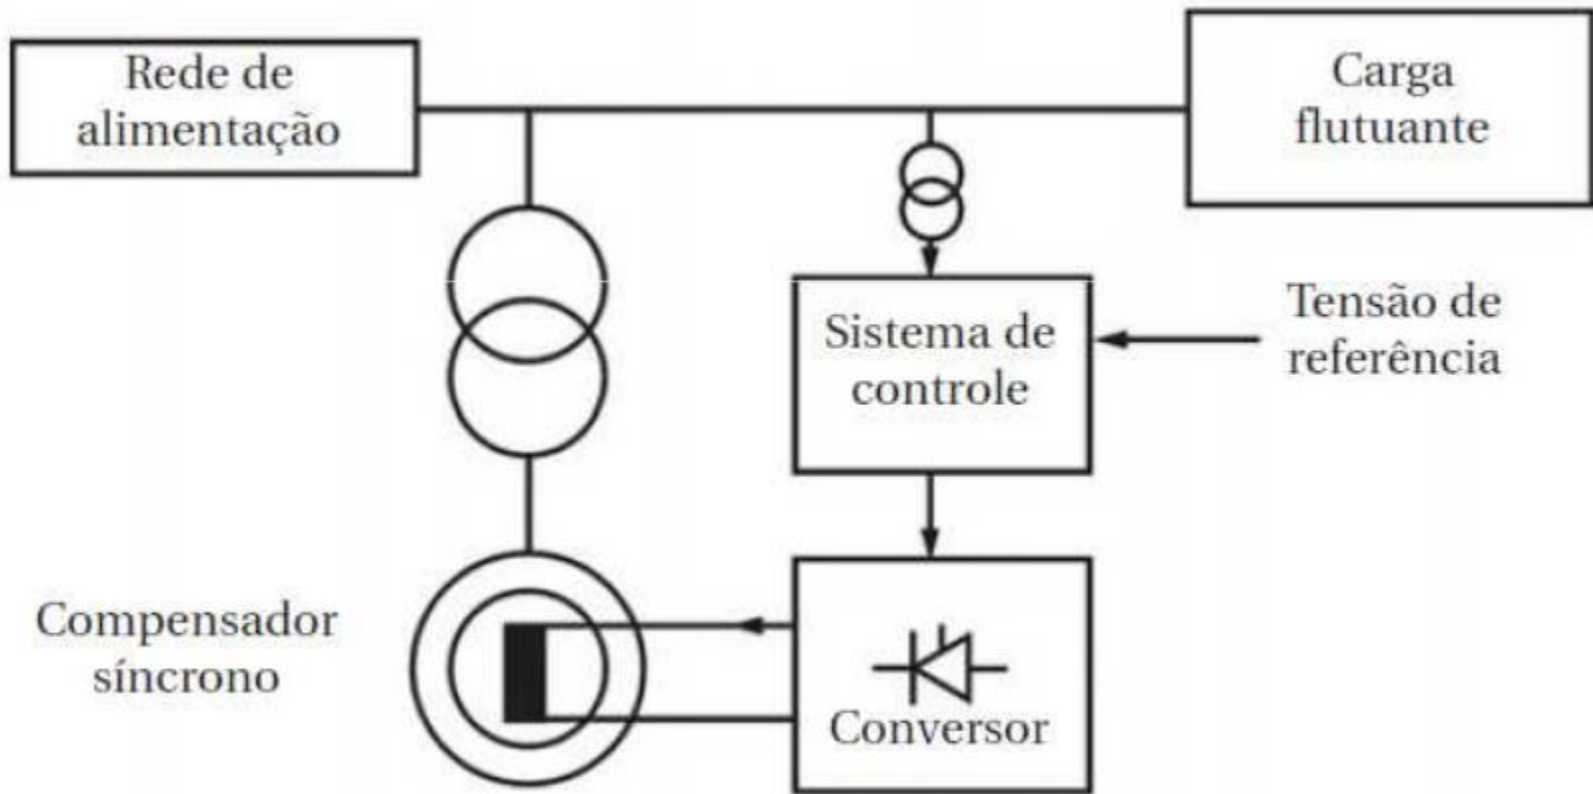 Rede de
alimentação
Carga
flutuante
Sistema de
controle
Tensão de
referência
Compensador
síncrono
Conversor